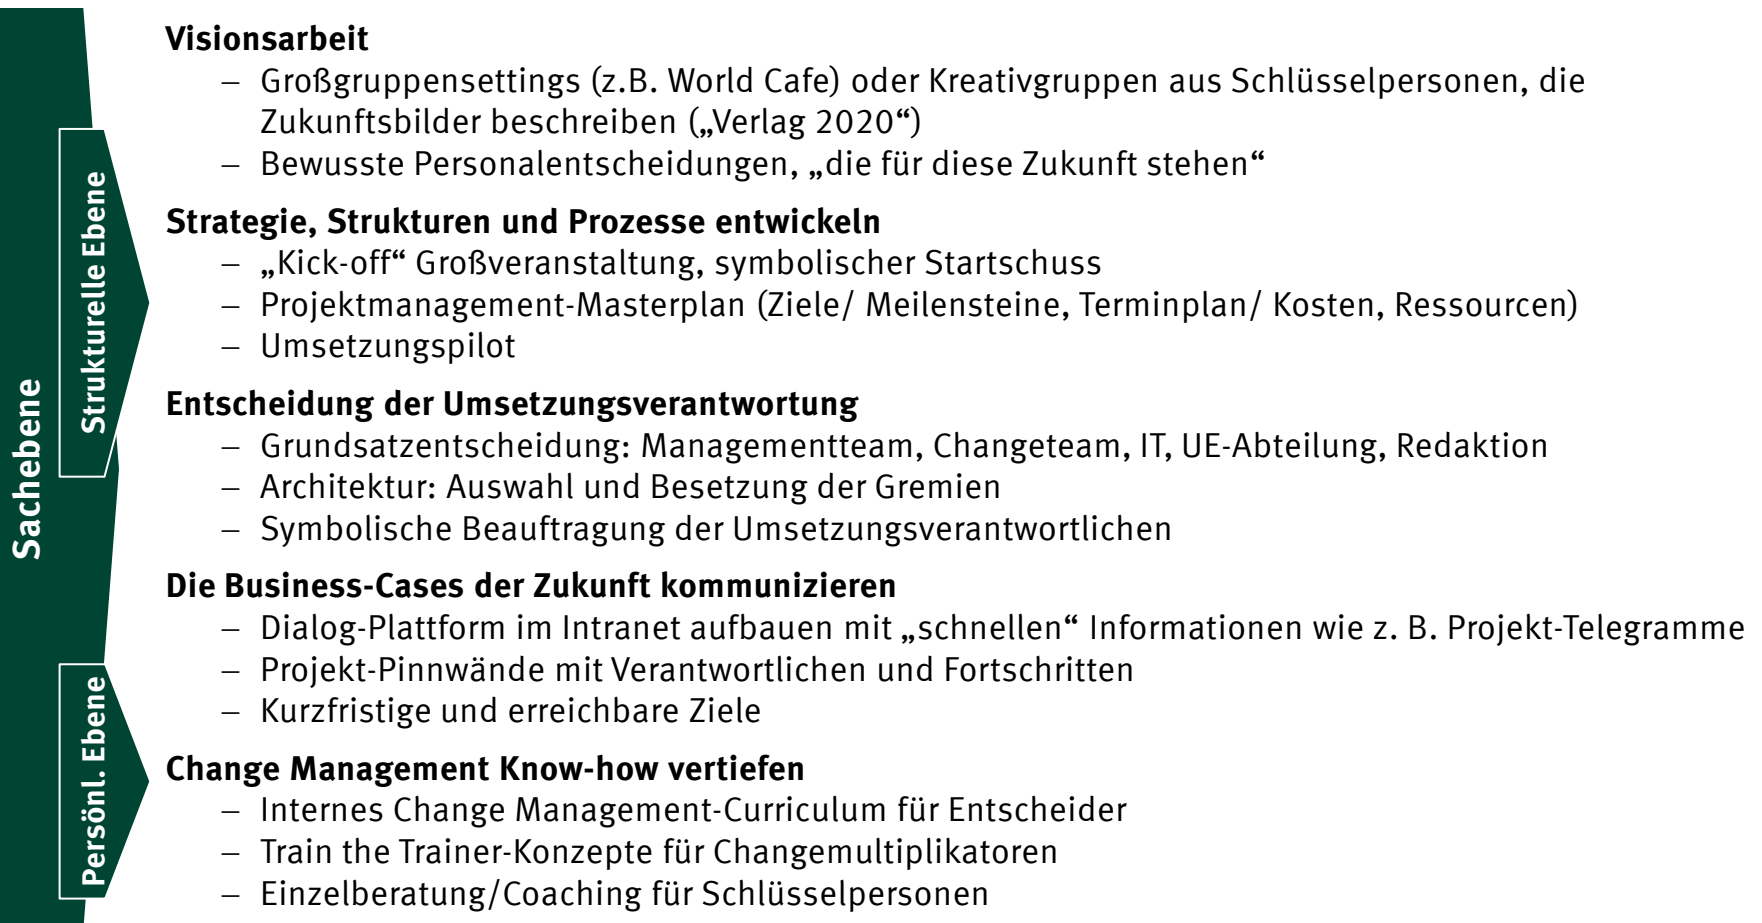 Visionsarbeit
– Großgruppensettings (z.B. World Cafe) oder Kreativgruppen aus Schlüsselpersonen, die
Zukunftsbilder beschreiben („Verlag 2020“)
– Bewusste Personalentscheidungen, „die für diese Zukunft stehen“
Strategie, Strukturen und Prozesse entwickeln
– „Kick-off“ Großveranstaltung, symbolischer Startschuss
– Projektmanagement-Masterplan (Ziele/ Meilensteine, Terminplan/ Kosten, Ressourcen)
– Umsetzungspilot
Entscheidung der Umsetzungsverantwortung
– Grundsatzentscheidung: Managementteam, Changeteam, IT, UE-Abteilung, Redaktion
– Architektur: Auswahl und Besetzung der Gremien
– Symbolische Beauftragung der Umsetzungsverantwortlichen
Die Business-Cases der Zukunft kommunizieren
– Dialog-Plattform im Intranet aufbauen mit „schnellen“ Informationen wie z. B. Projekt-Telegramme
– Projekt-Pinnwände mit Verantwortlichen und Fortschritten
– Kurzfristige und erreichbare Ziele
Change Management Know-how vertiefen
– Internes Change Management-Curriculum für Entscheider
– Train the Trainer-Konzepte für Changemultiplikatoren
– Einzelberatung/Coaching für Schlüsselpersonen
Sachebene
Strukturelle Ebene
Persönl. Ebene